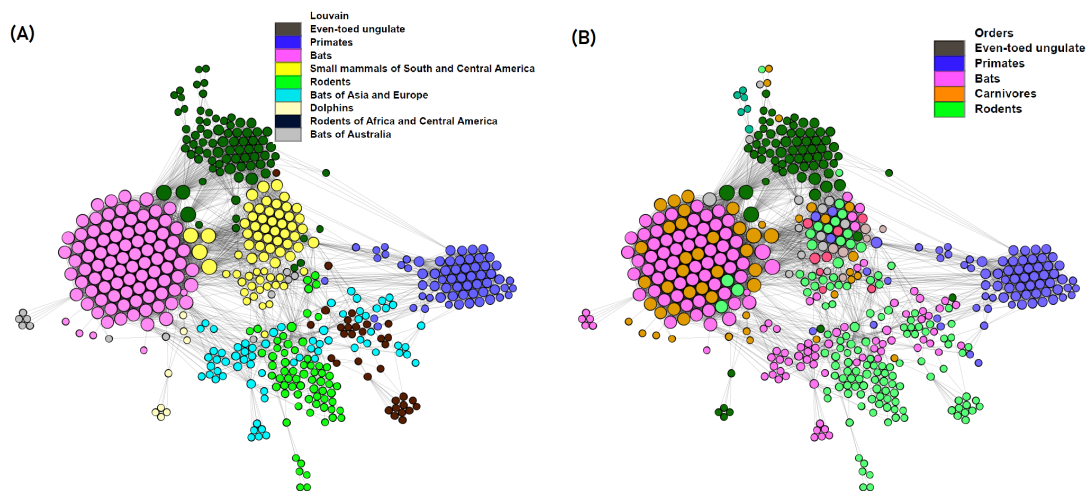 (A)
Louvain
Even-toed ungulate
Primates
Bats
Small mammals of South and Central America
Rodents
Bats of Asia and Europe
Dolphins
Rodents of Africa and Central America
Bats of Australia
(B)
Orders
Even-toed ungulate
Primates
Bats
Carnivores
Rodents